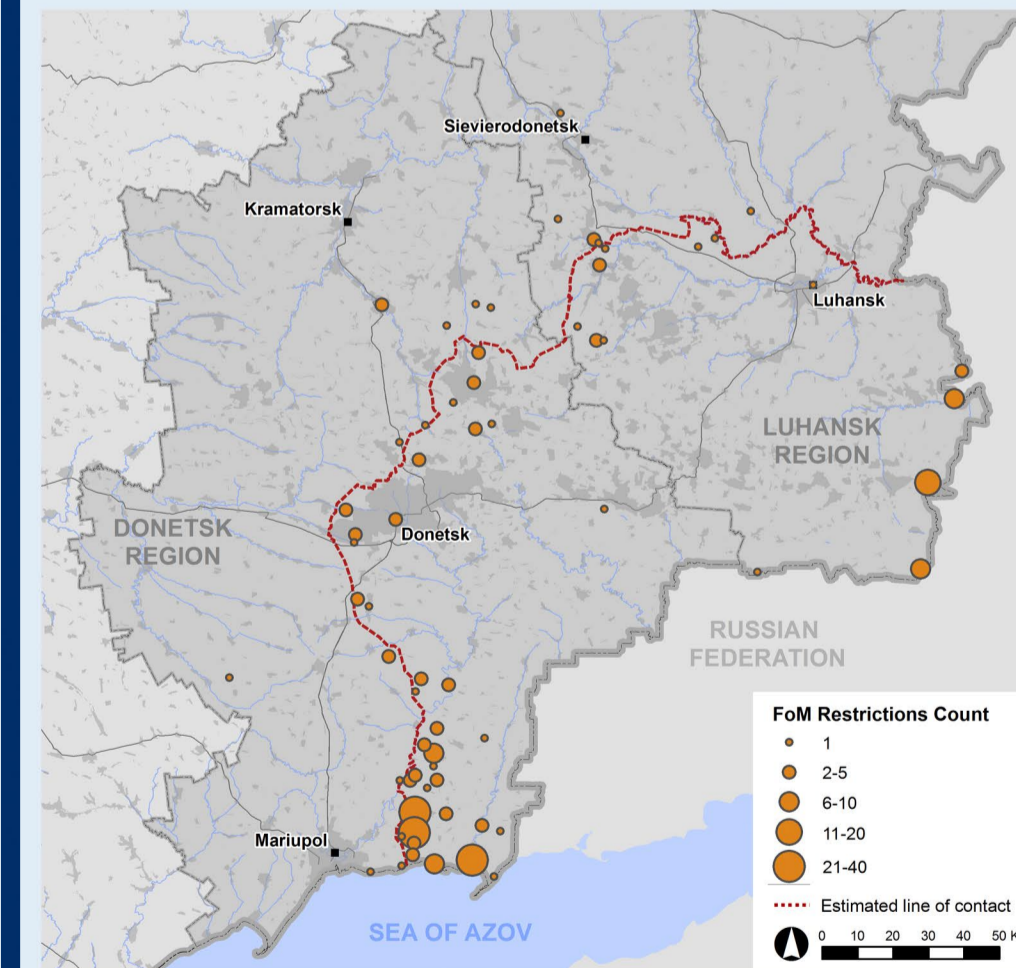 Sievierodonetsk
Kramatorsk
Luhansk
LUHANSK
REGION
DONETSK
REGION
Donetsk
RUSSIAN
FEDERATION
Mariupol
SEA OF AZOV
FoM Restrictions Count
1
2-5
6-10
11-20
21-40
Estimated line of contact
0 10 20 30 40 50 K